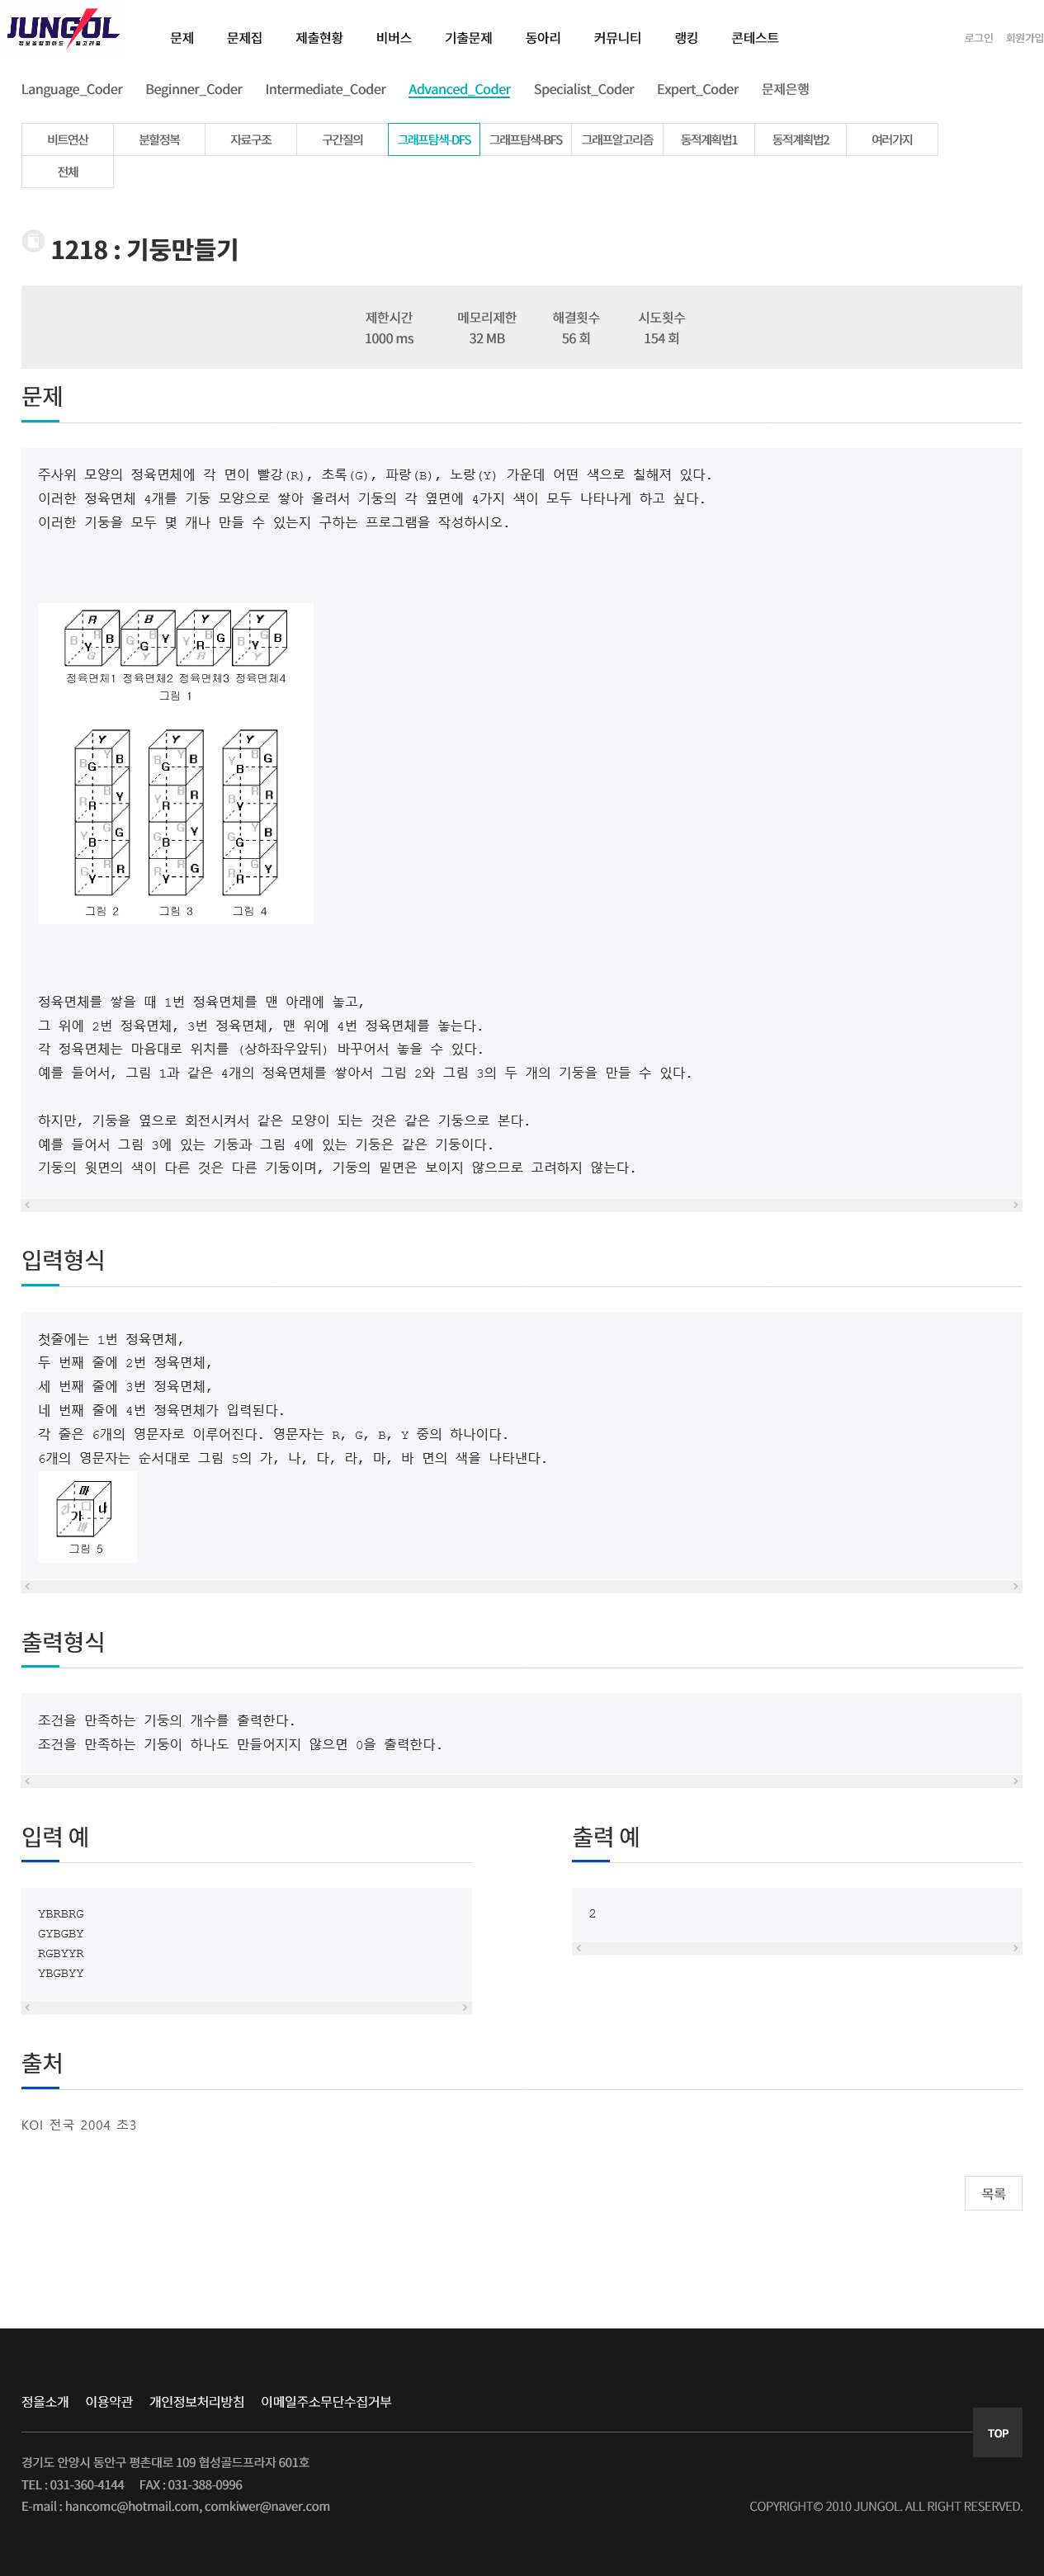 JUNGOL
정보올림피아드 알고리즘
문제 문제집 제출현황 비버스 기출문제 동아리 커뮤니티 랭킹 콘테스트 로그인 회원가입
Language_Coder Beginner_Coder Intermediate_Coder Advanced_Coder Specialist_Coder Expert_Coder 문제은행
비트연산 분할정복 자료구조 구간질의 그래프탐색-DFS 그래프탐색-BFS 그래프알고리즘 동적계획법1 동적계획법2 여러가지
전체
1218 : 기둥만들기
제한시간 메모리제한 해결횟수 시도횟수
1000 ms 32 MB 56 회 154 회
문제
주사위 모양의 정육면체에 각 면이 빨강(R), 초록(G), 파랑(B), 노랑(Y) 가운데 어떤 색으로 칠해져 있다.
이러한 정육면체 4개를 기둥 모양으로 쌓아 올려서 기둥의 각 옆면에 4가지 색이 모두 나타나게 하고 싶다.
이러한 기둥을 모두 몇 개나 만들 수 있는지 구하는 프로그램을 작성하시오.
R B Y Y
B R B G B Y Y B G B G B
Y G R Y
G Y R Y
정육면체1 정육면체2 정육면체3 정육면체4
그림 1
Y Y Y
B Y B B Y B Y B G
G G B
R B Y Y B R B R R
R R Y
Y G G G G Y G Y B
B B G
G R R R R G R G Y
Y Y R
그림 2 그림 3 그림 4
정육면체를 쌓을 때 1번 정육면체를 맨 아래에 놓고,
그 위에 2번 정육면체, 3번 정육면체, 맨 위에 4번 정육면체를 놓는다.
각 정육면체는 마음대로 위치를 (상하좌우앞뒤) 바꾸어서 놓을 수 있다.
예를 들어서, 그림 1과 같은 4개의 정육면체를 쌓아서 그림 2와 그림 3의 두 개의 기둥을 만들 수 있다.
하지만, 기둥을 옆으로 회전시켜서 같은 모양이 되는 것은 같은 기둥으로 본다.
예를 들어서 그림 3에 있는 기둥과 그림 4에 있는 기둥은 같은 기둥이다.
기둥의 윗면의 색이 다른 것은 다른 기둥이며, 기둥의 밑면은 보이지 않으므로 고려하지 않는다.
입력형식
첫줄에는 1번 정육면체,
두 번째 줄에 2번 정육면체,
세 번째 줄에 3번 정육면체,
네 번째 줄에 4번 정육면체가 입력된다.
각 줄은 6개의 영문자로 이루어진다. 영문자는 R, G, B, Y 중의 하나이다.
6개의 영문자는 순서대로 그림 5의 가, 나, 다, 라, 마, 바 면의 색을 나타낸다.
마
라 다 나
가
바
그림 5
출력형식
조건을 만족하는 기둥의 개수를 출력한다.
조건을 만족하는 기둥이 하나도 만들어지지 않으면 0을 출력한다.
입력 예
YBRBRG
GYBGBY
RGBYYR
YBGBYY
출력 예
2
출처
KOI 전국 2004 초3
목록
정올소개 이용약관 개인정보처리방침 이메일주소무단수집거부
TOP
경기도 안양시 동안구 평촌대로 109 협성골드프라자 601호
TEL : 031-360-4144 FAX : 031-388-0996
E-mail : hancomc@hotmail.com, comkiwer@naver.com
COPYRIGHT© 2010 JUNGOL. ALL RIGHT RESERVED.